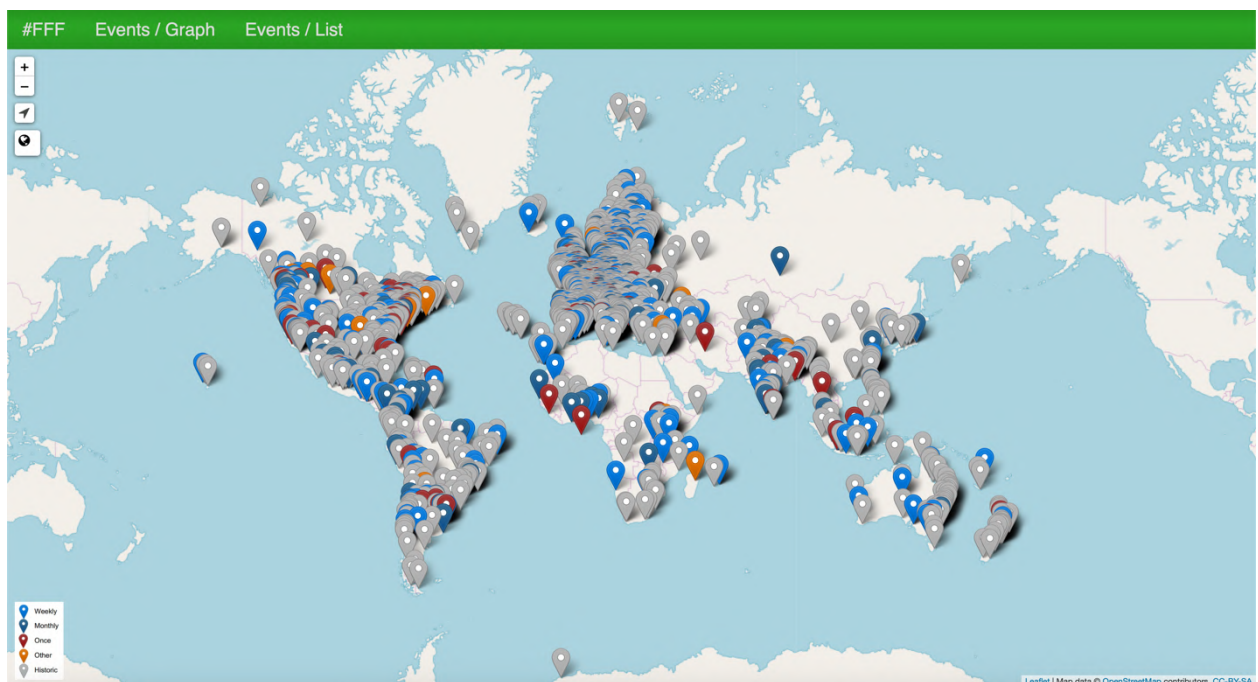 #FFF Events / Graph Events / List
+
−
Weekly
Monthly
Once
Other
Historic
Leaflet | Map data © OpenStreetMap contributors, CC-BY-SA